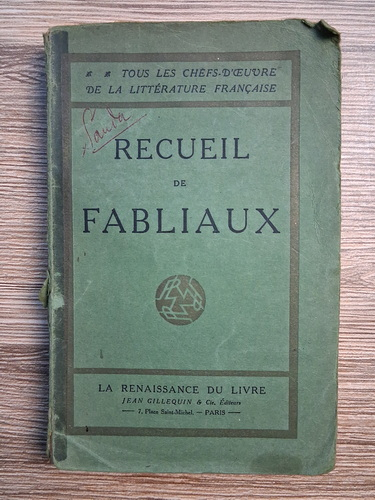 TOUS LES CHEFS-D'ŒUVRE
DE LA LITTÉRATURE FRANÇAISE
RECUEIL
DE
FABLIAUX
LA RENAISSANCE DU LIVRE
JEAN GILLEQUIN & Cie, Éditeurs
7, Place Saint-Michel. — PARIS —